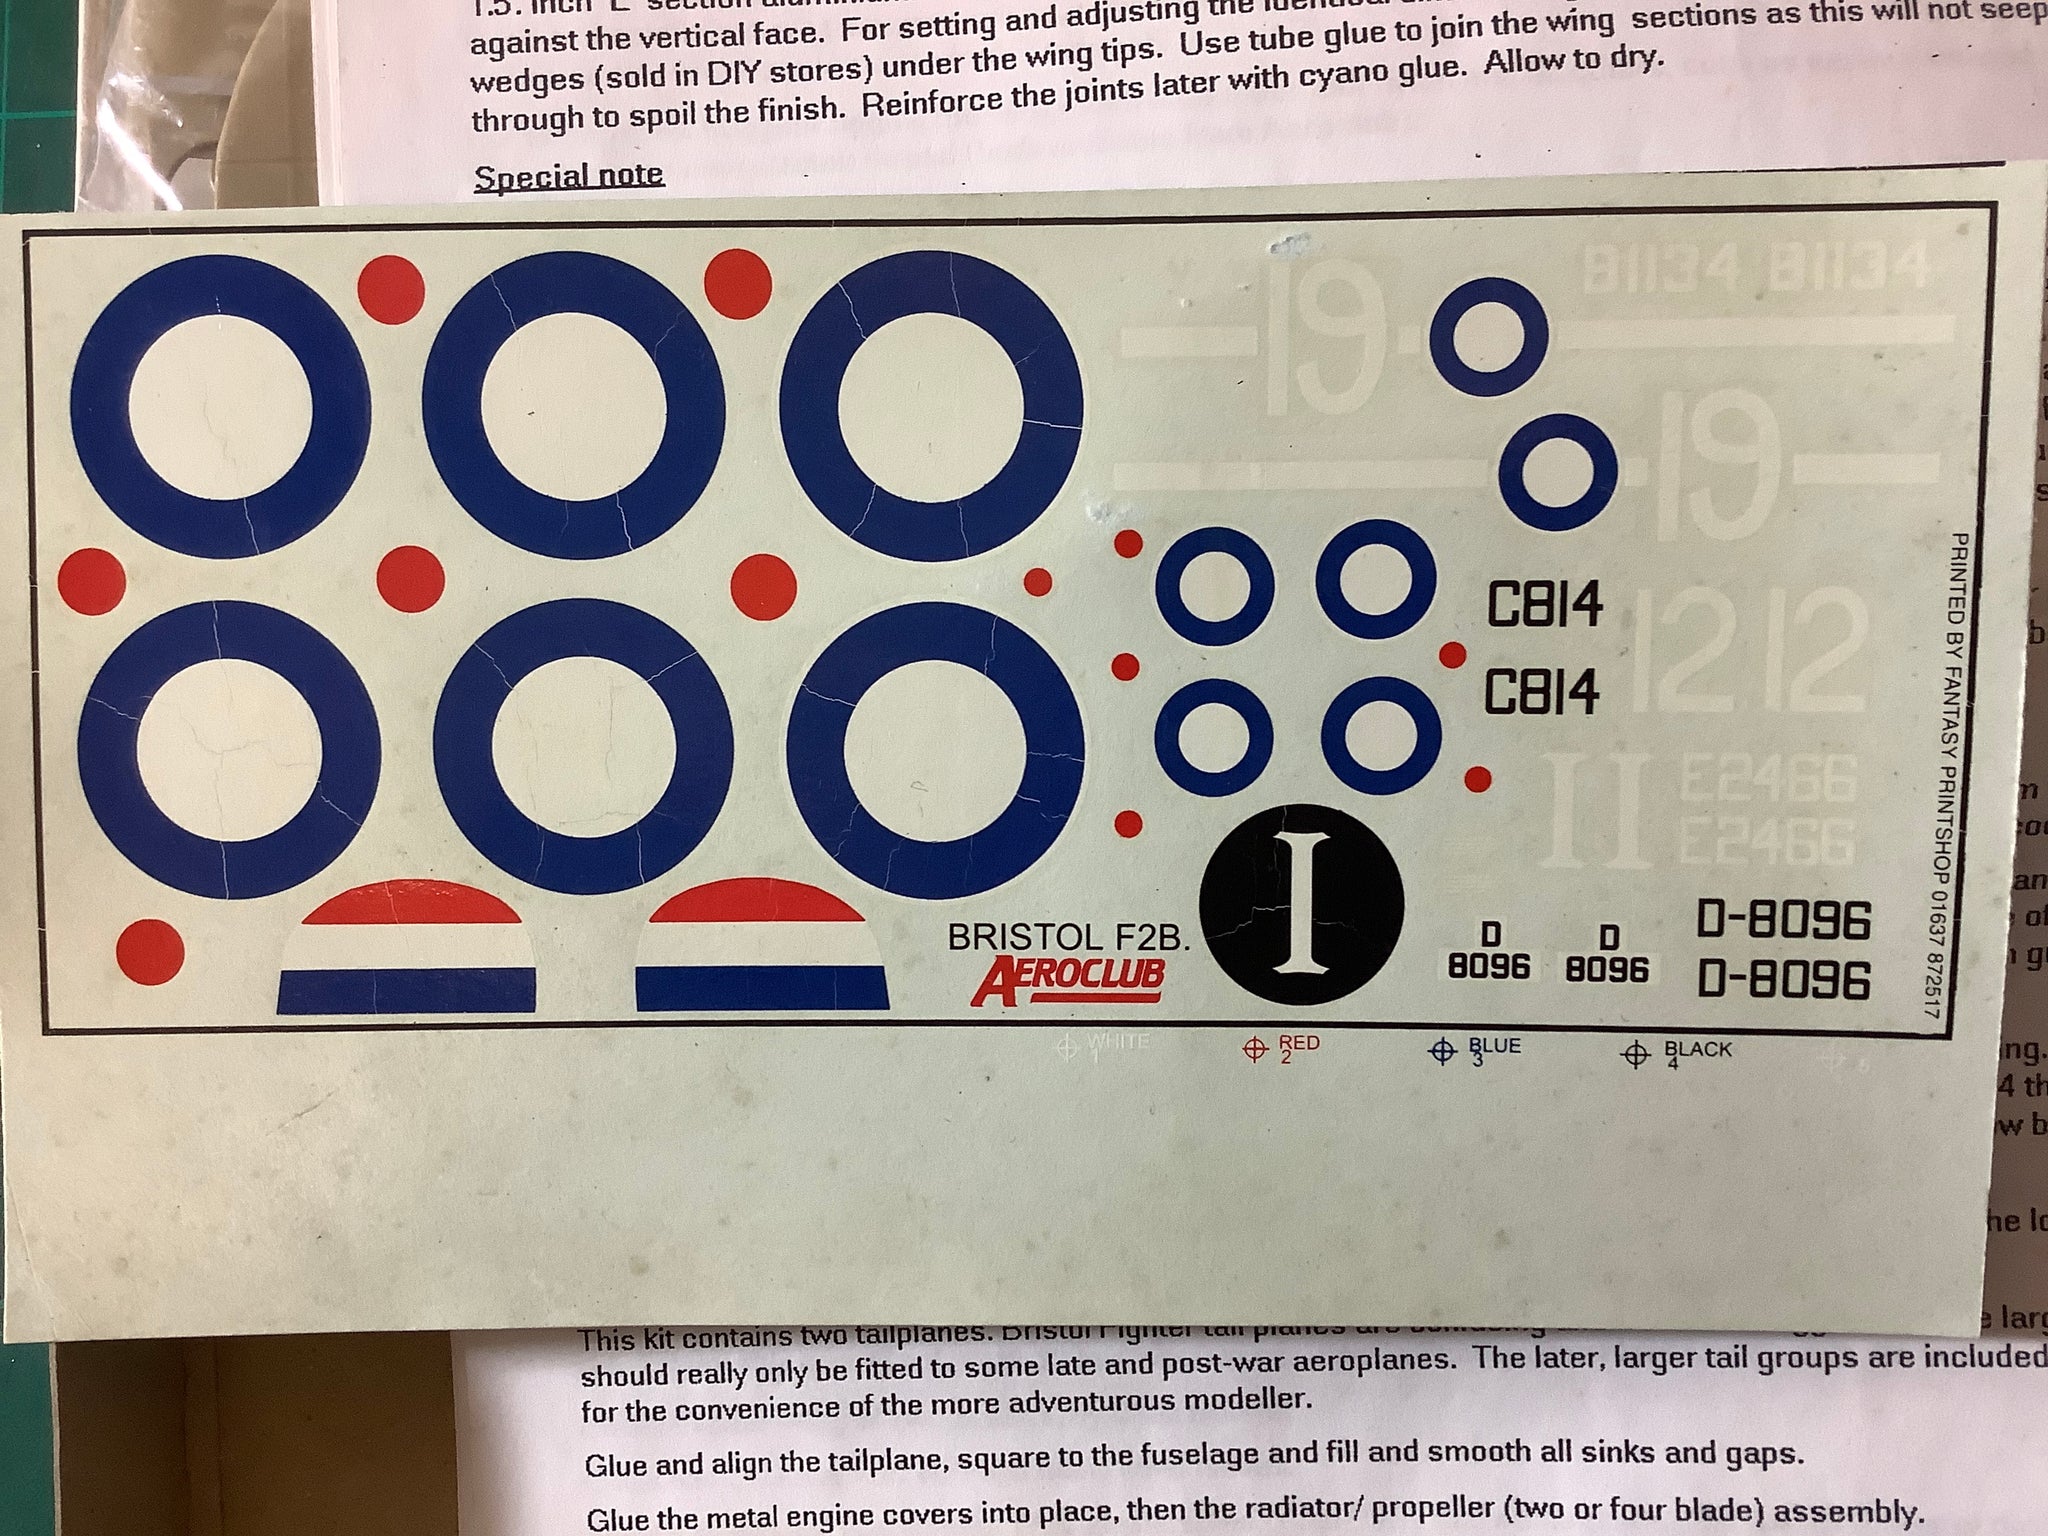 against the vertical face. For setting and adjusting the
wedges (sold in DIY stores) under the wing tips. Use tube glue to join the wing sections as this will not seep
through to spoil the finish. Reinforce the joints later with cyano glue. Allow to dry.
Special note
19
B1134 B1134
19
C814
C814
12 12
II
E2466
E2466
BRISTOL F2B.
AEROCLUB
I
D
8096
D
8096
D-8096
D-8096
PRINTED BY FANTASY PRINTSHOP 01637 872517
WHITE
1
RED
2
BLUE
3
BLACK
4
This kit contains two tailplanes.
should really only be fitted to some late and post-war aeroplanes. The later, larger tail groups are included
for the convenience of the more adventurous modeller.
Glue and align the tailplane, square to the fuselage and fill and smooth all sinks and gaps.
Glue the metal engine covers into place, then the radiator/ propeller (two or four blade) assembly.